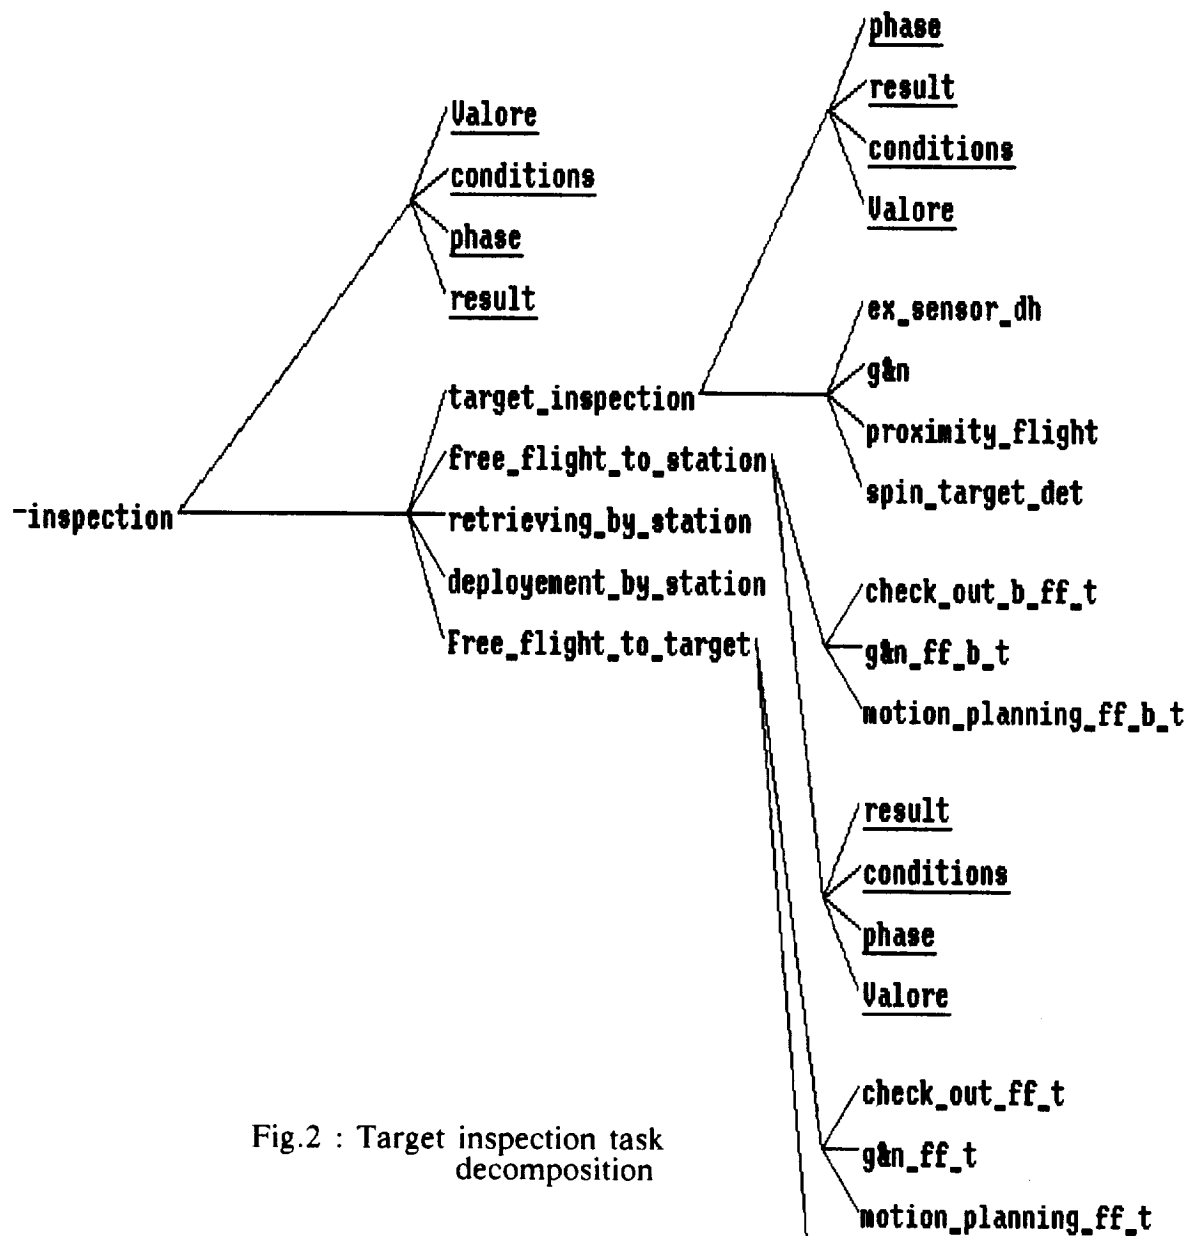 phase
result
conditions
Valore
Valore
conditions
phase
result
ex_sensor_dh
g&n
proximity_flight
spin_target_det
target_inspection
free_flight_to_station
retrieving_by_station
deployement_by_station
Free_flight_to_target
-inspection
check_out_b_ff_t
g&n_ff_b_t
motion_planning_ff_b_t
result
conditions
phase
Valore
check_out_ff_t
g&n_ff_t
motion_planning_ff_t
Fig.2 : Target inspection task
decomposition